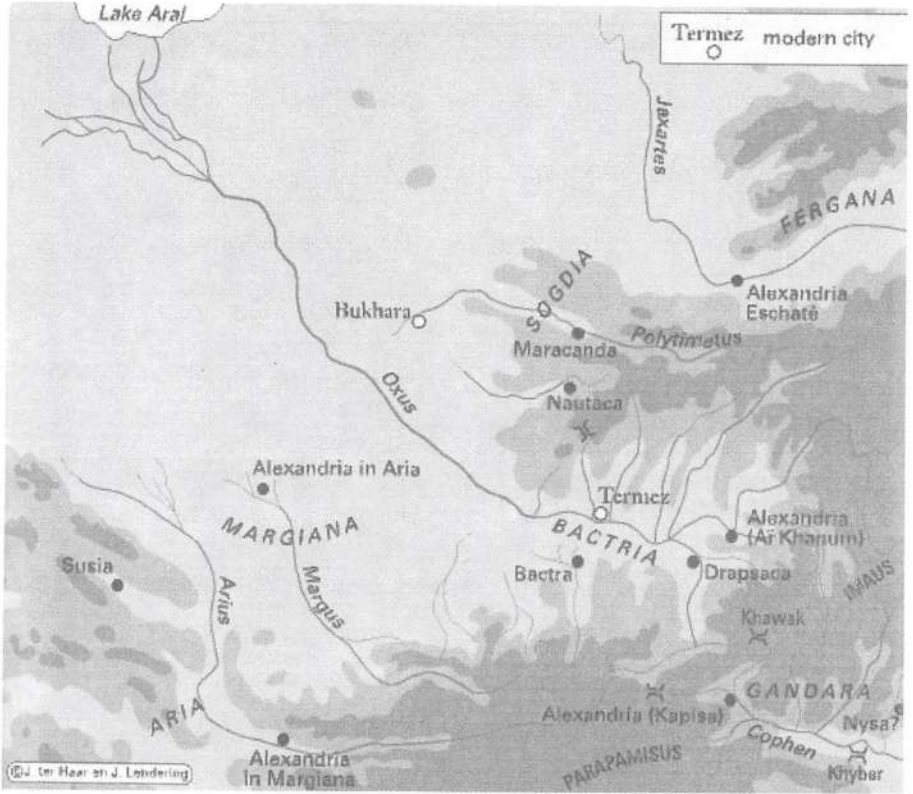 Lake Aral
Termez
modern city
Jaxartes
FERGANA
Alexandria
Eschatê
SOGDIA
Bukhara
Polytimetus
Maracanda
Oxus
Nautaca
Alexandria in Aria
Termez
MARGIANA
BACTRIA
Alexandria
(Aï Khanum)
Susia
Bactra
Drapsaca
IMAUS
Arius
Margus
Khawak
ARIA
GANDARA
Alexandria (Kapisa)
Nysa?
Cophen
Alexandria
in Margiana
PARAPAMISUS
Khyber
©J. ter Haar en J. Lendering